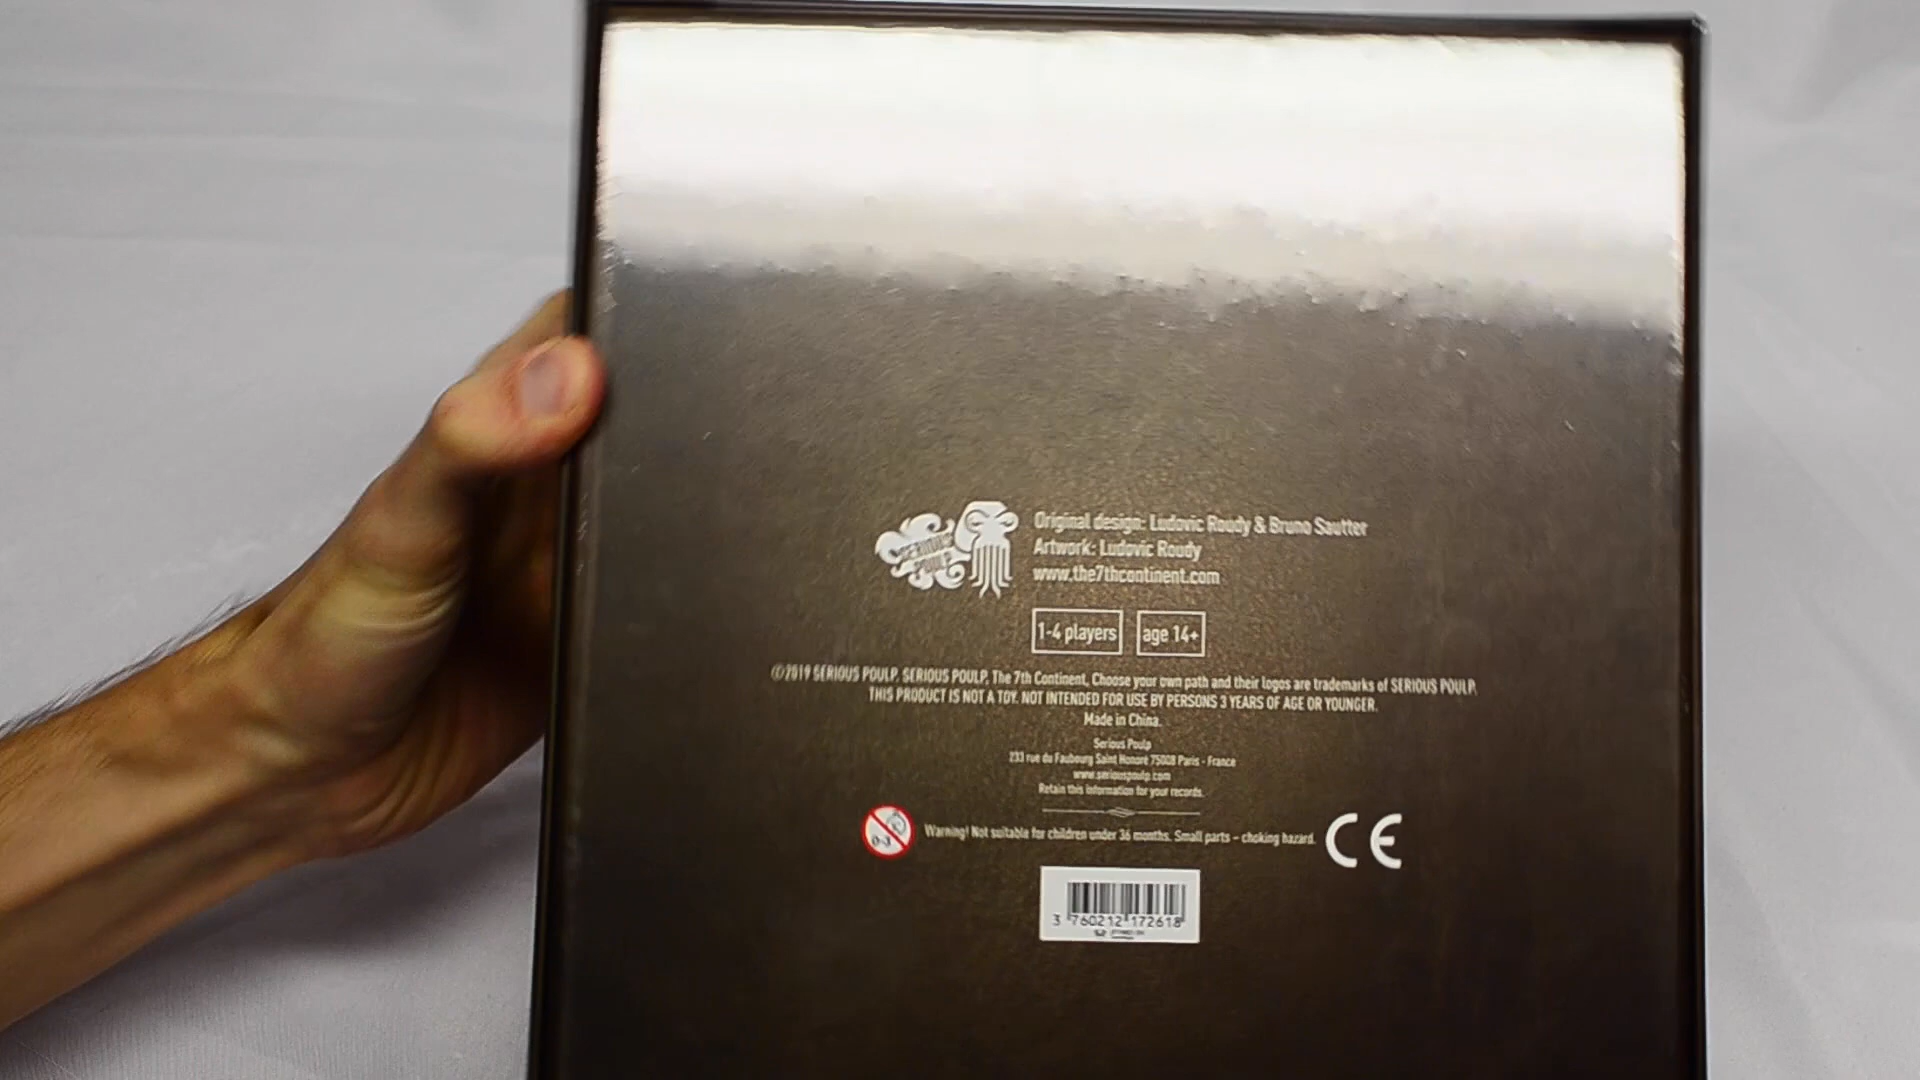 SERIOUS
POULP
Original design: Ludovic Roudy & Bruno Sautter
Artwork: Ludovic Roudy
www.the7thcontinent.com
1-4 players
age 14+
©2019 SERIOUS POULP. SERIOUS POULP, The 7th Continent, Choose your own path and their logos are trademarks of SERIOUS POULP.
THIS PRODUCT IS NOT A TOY. NOT INTENDED FOR USE BY PERSONS 3 YEARS OF AGE OR YOUNGER.
Made in China.
Serious Poulp
233 rue du Faubourg Saint Honoré 75008 Paris - France
www.seriouspoulp.com
Retain this information for your records.
0-3
Warning! Not suitable for children under 36 months. Small parts – choking hazard.
CE
3 760212 172618